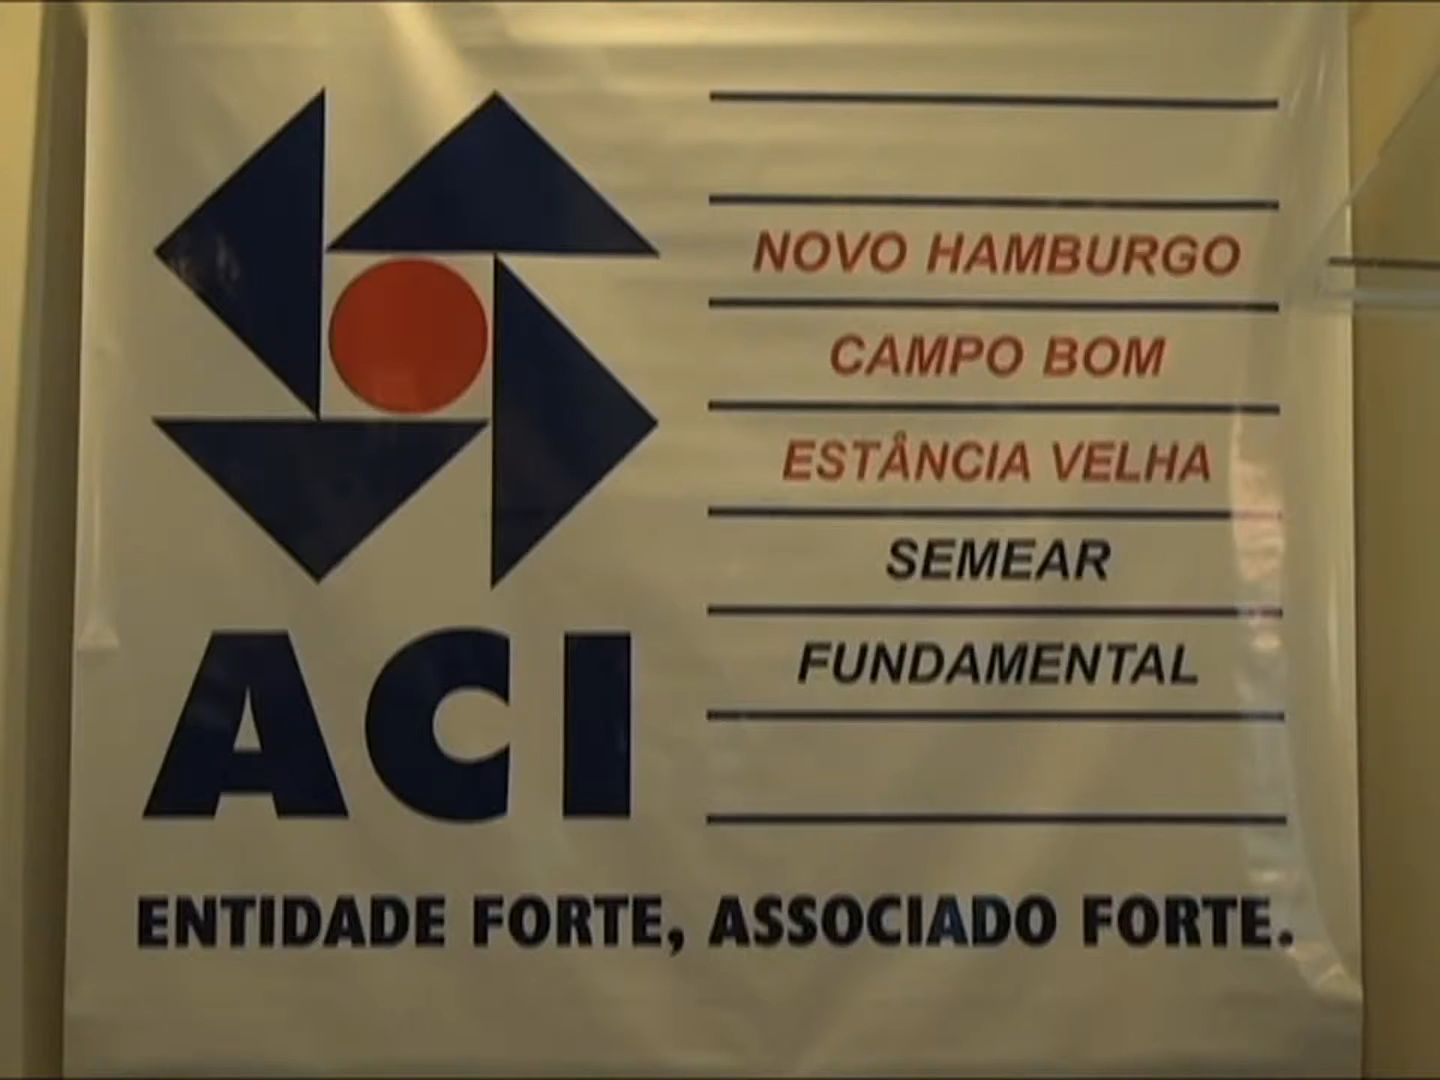 NOVO HAMBURGO
CAMPO BOM
ESTÂNCIA VELHA
SEMEAR
FUNDAMENTAL
ACI
ENTIDADE FORTE, ASSOCIADO FORTE.